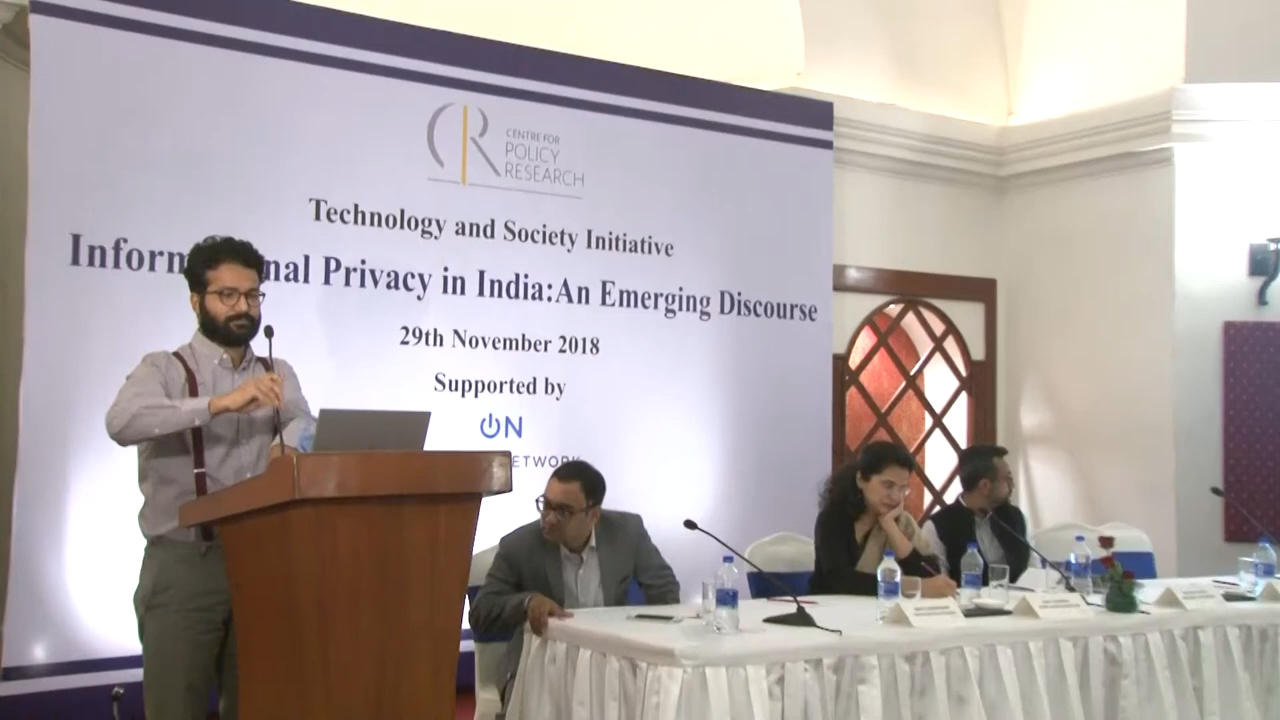 CENTRE FOR
POLICY
RESEARCH
Technology and Society Initiative
Inform nal Privacy in India:An Emerging Discourse
29th November 2018
Supported by
ON
ETWORK